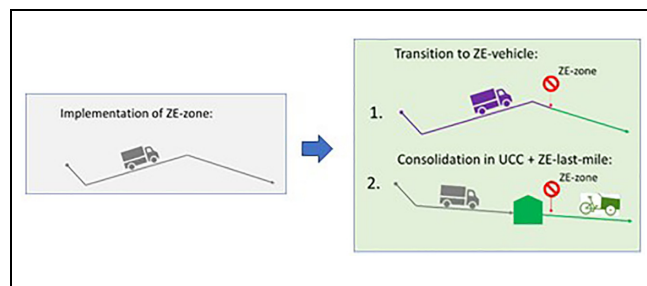 Implementation of ZE-zone:
Transition to ZE-vehicle:
ZE-zone
1.
Consolidation in UCC + ZE-last-mile:
ZE-zone
2.